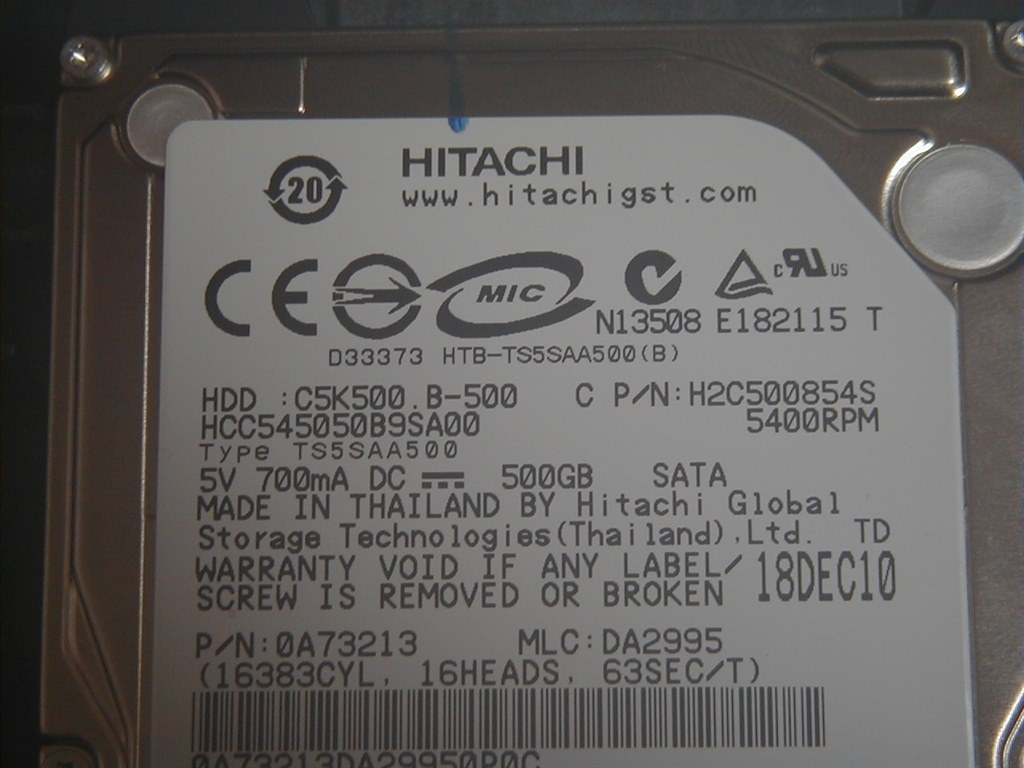 HITACHI
20
www.hitachigst.com
CE MIC
C RU US
N13508 E182115 T
D33373 HTB-TS5SAA500(B)
HDD :C5K500.B-500 C P/N:H2C500854S
HCC545050B9SA00 5400RPM
Type TS5SAA500
5V 700mA DC 500GB SATA
MADE IN THAILAND BY Hitachi Global
Storage Technologies(Thailand),Ltd. TD
WARRANTY VOID IF ANY LABEL/ 18DEC10
SCREW IS REMOVED OR BROKEN
P/N:0A73213 MLC:DA2995
(16383CYL, 16HEADS, 63SEC/T)